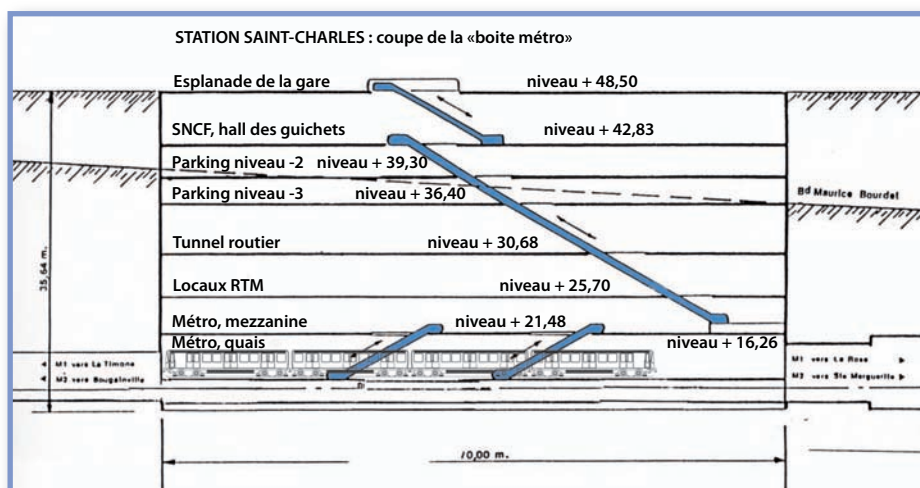 STATION SAINT-CHARLES : coupe de la «boite métro»
Esplanade de la gare niveau + 48,50
SNCF, hall des guichets niveau + 42,83
Parking niveau -2 niveau + 39,30
Parking niveau -3 niveau + 36,40
Bd Maurice Bourdet
Tunnel routier niveau + 30,68
35,64 m.
Locaux RTM niveau + 25,70
Métro, mezzanine niveau + 21,48
Métro, quais niveau + 16,26
M1 vers La Timone
M1 vers La Rose
M2 vers Bougainville
M2 vers Ste Marguerite
70,00 m.